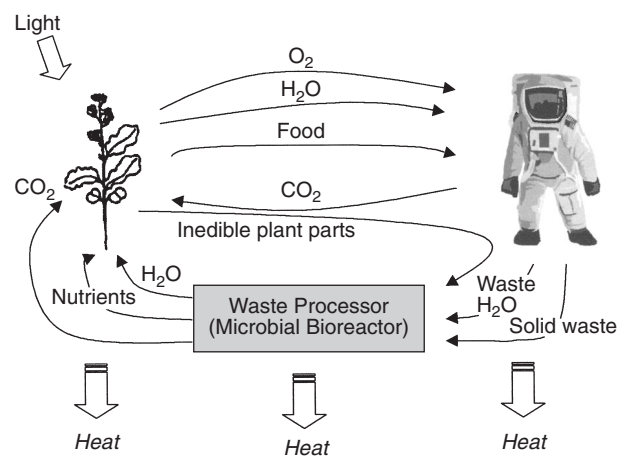 Light
O₂
H₂O
Food
CO₂
CO₂
Inedible plant parts
H₂O
Nutrients
Waste Processor
(Microbial Bioreactor)
Waste
H₂O
Solid waste
Heat
Heat
Heat